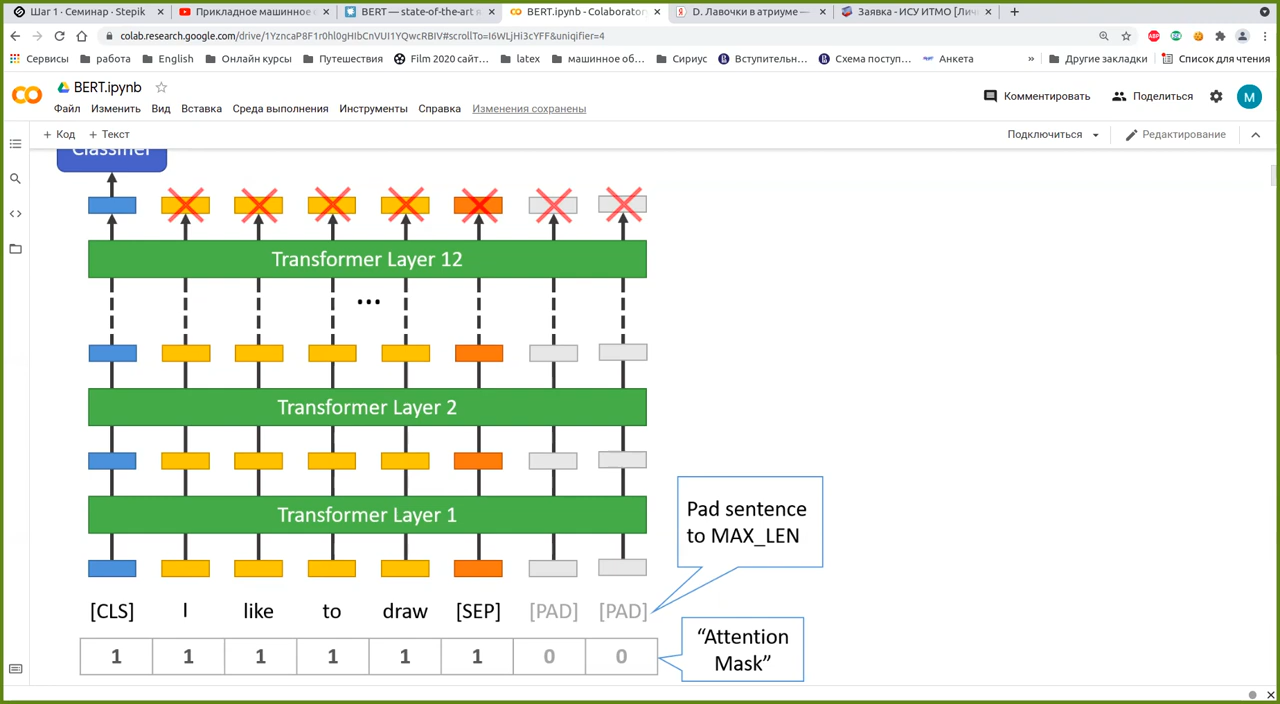 Шаг 1 · Семинар · Stepik
Прикладное машинное
BERT — state-of-the-art
BERT.ipynb - Colaboratory
D. Лавочки в атриуме —
Заявка - ИСУ ИТМО [Лич
colab.research.google.com/drive/1YzncaP8F1r0hl0gHIbCnVUI1YQwcRBIV#scrollTo=I6WLjHi3cYFF&uniqifier=4
Сервисы
работа
English
Онлайн курсы
Путешествия
Film 2020 сайт…
latex
машинное об…
Сириус
Вступительн…
Схема поступ…
Анкета
»
Другие закладки
Список для чтения
BERT.ipynb
Файл Изменить Вид Вставка Среда выполнения Инструменты Справка Изменения сохранены
Комментировать
Поделиться
М
+ Код + Текст
Подключиться
Редактирование
Classifier
Transformer Layer 12
...
Transformer Layer 2
Transformer Layer 1
Pad sentence
to MAX_LEN
[CLS] I like to draw [SEP] [PAD] [PAD]
1 1 1 1 1 1 0 0
“Attention
Mask”